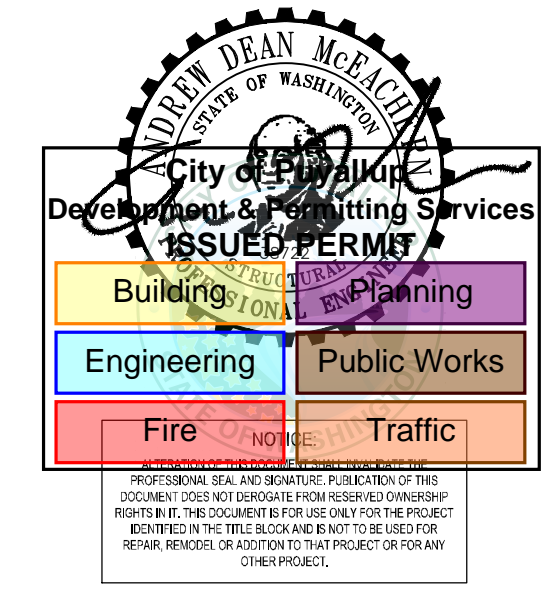 ANDREW DEAN McEACHERN
STATE OF WASHINGTON
City of Puyallup
Development & Permitting Services
ISSUED PERMIT
38722
STRUCTURAL
PROFESSIONAL ENGINEER
Building
Planning
Engineering
Public Works
Fire
Traffic
NOTICE:
ALTERATION OF THIS DOCUMENT SHALL INVALIDATE THE
PROFESSIONAL SEAL AND SIGNATURE. PUBLICATION OF THIS
DOCUMENT DOES NOT DEROGATE FROM RESERVED OWNERSHIP
RIGHTS IN IT. THIS DOCUMENT IS FOR USE ONLY FOR THE PROJECT
IDENTIFIED IN THE TITLE BLOCK AND IS NOT TO BE USED FOR
REPAIR, REMODEL OR ADDITION TO THAT PROJECT OR FOR ANY
OTHER PROJECT.